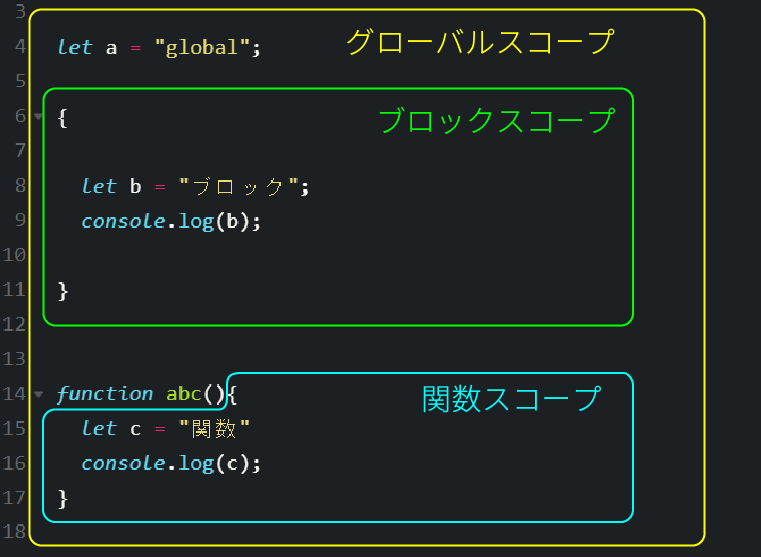 3
4 let a = "global"; グローバルスコープ
5
6 { ブロックスコープ
7
8 let b = "ブロック";
9 console.log(b);
10
11 }
12
13
14 function abc(){ 関数スコープ
15 let c = "関数"
16 console.log(c);
17 }
18